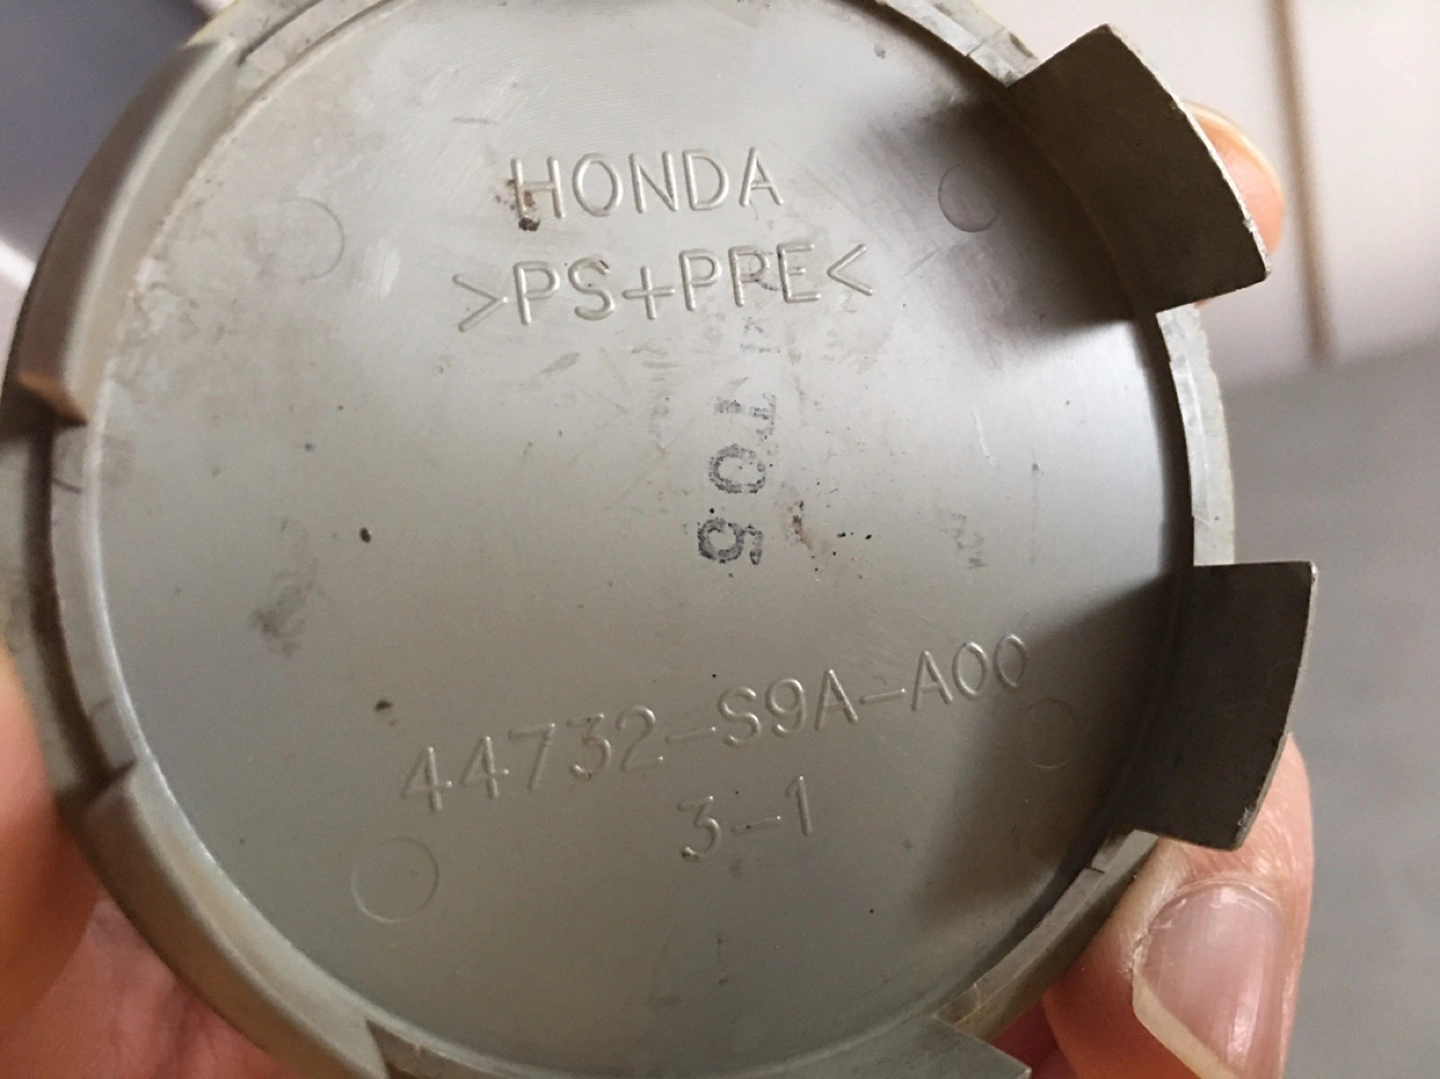 HONDA
>PS+PPE<
T05
44732-S9A-A00
3-1